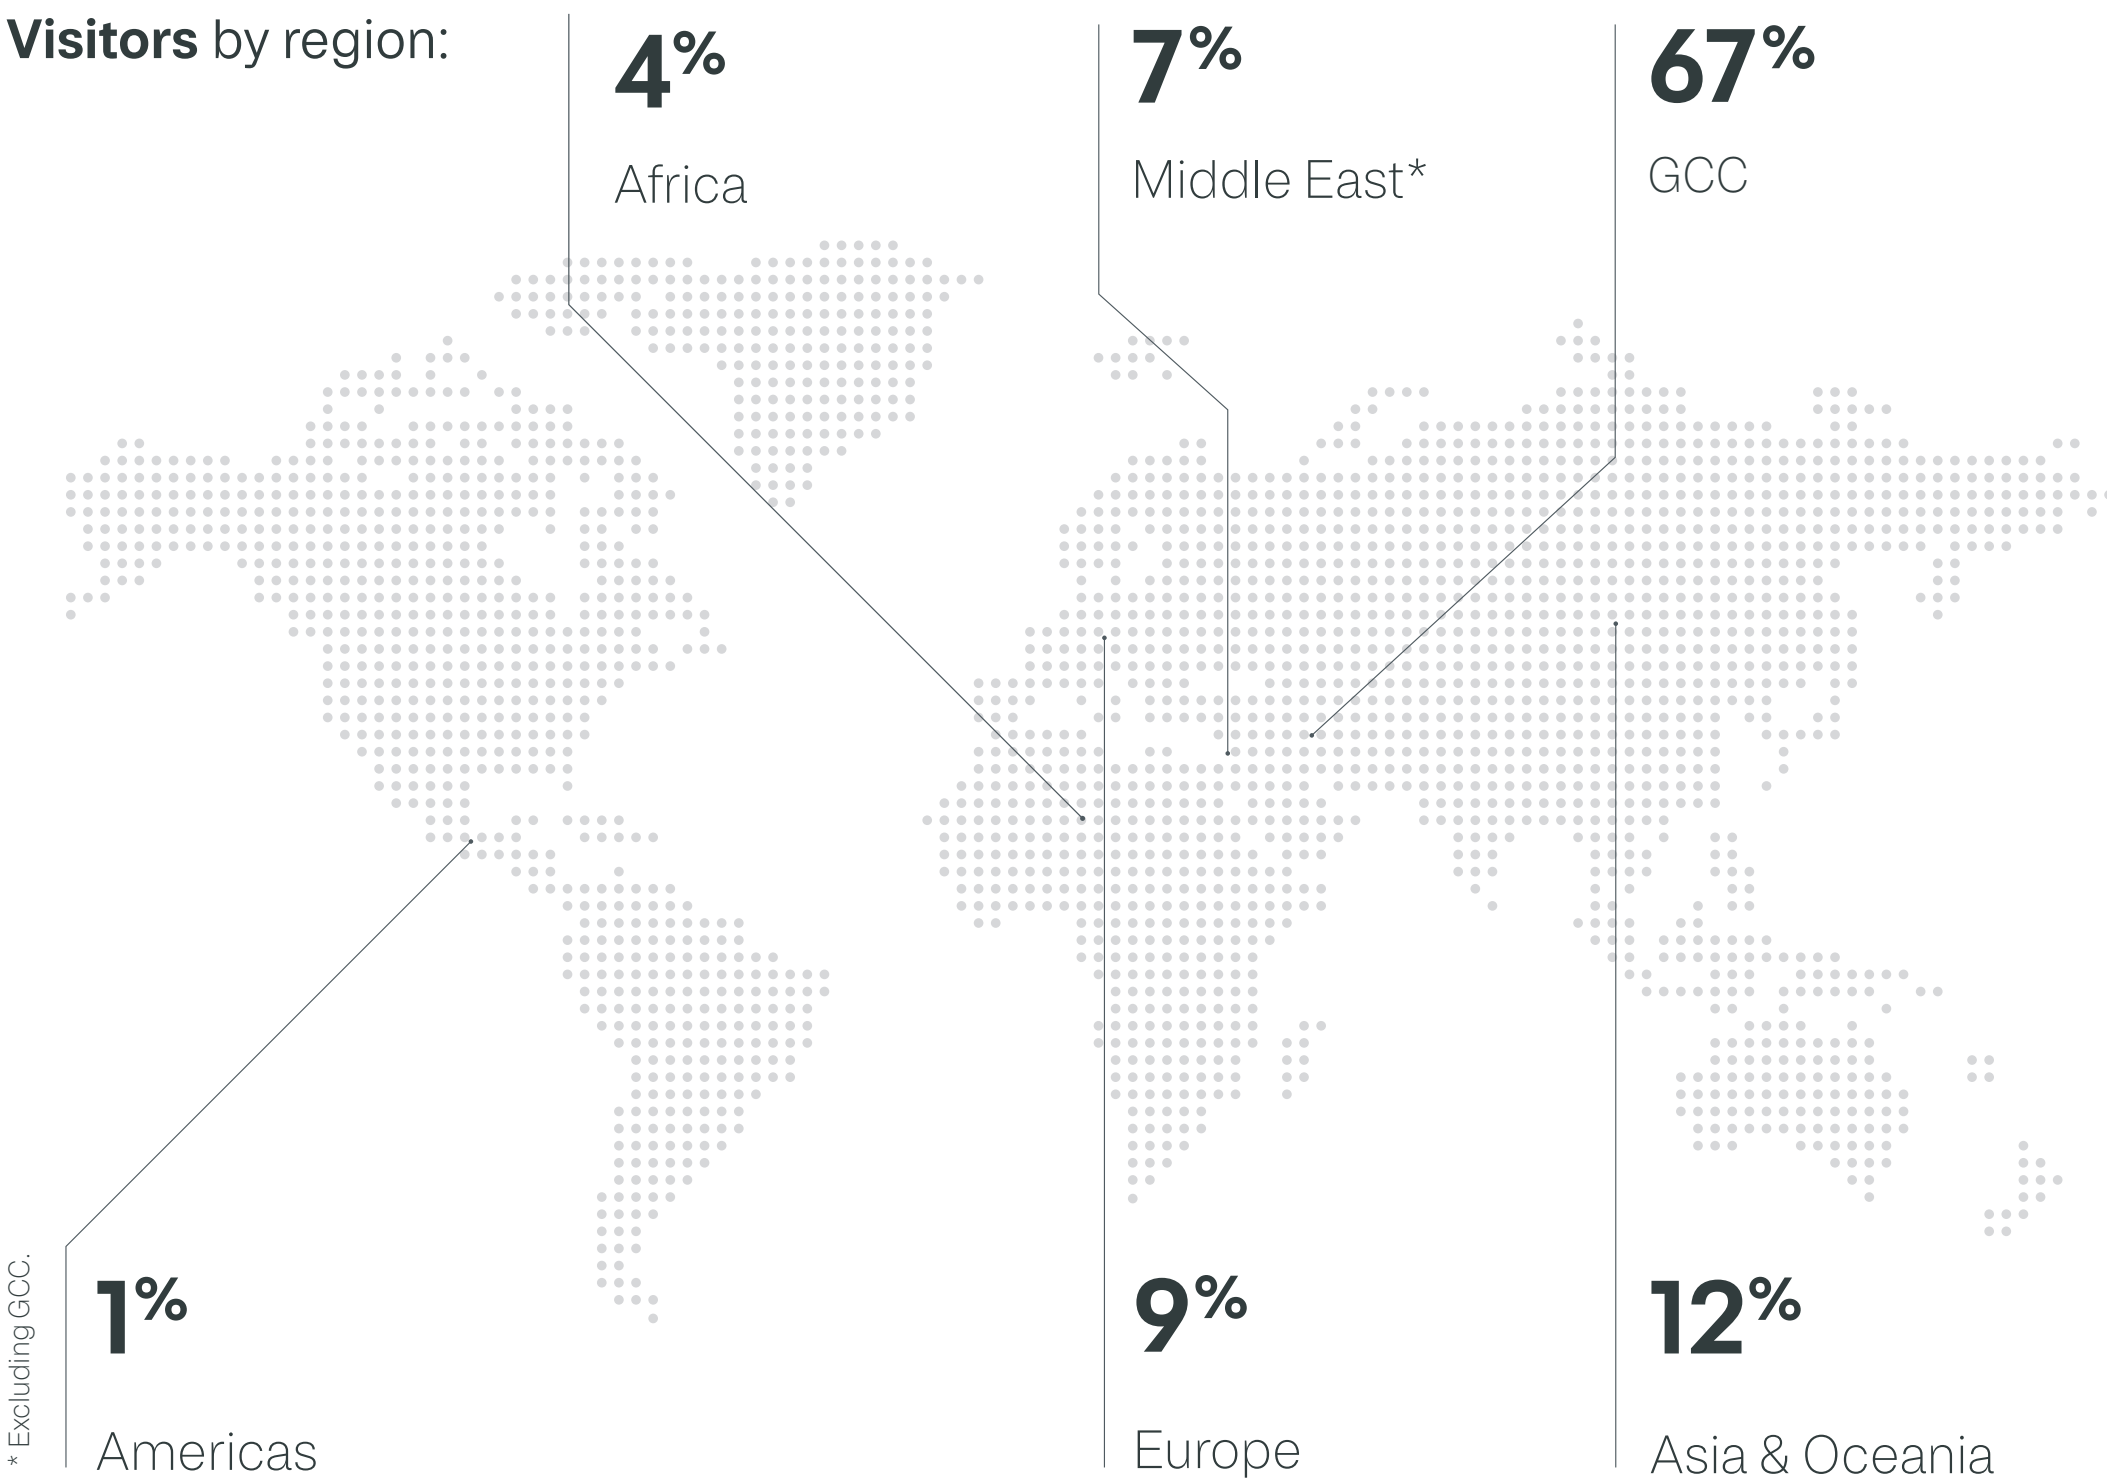 Visitors by region:
4%
Africa
7%
Middle East*
67%
GCC
1%
Americas
9%
Europe
12%
Asia & Oceania
* Excluding GCC.